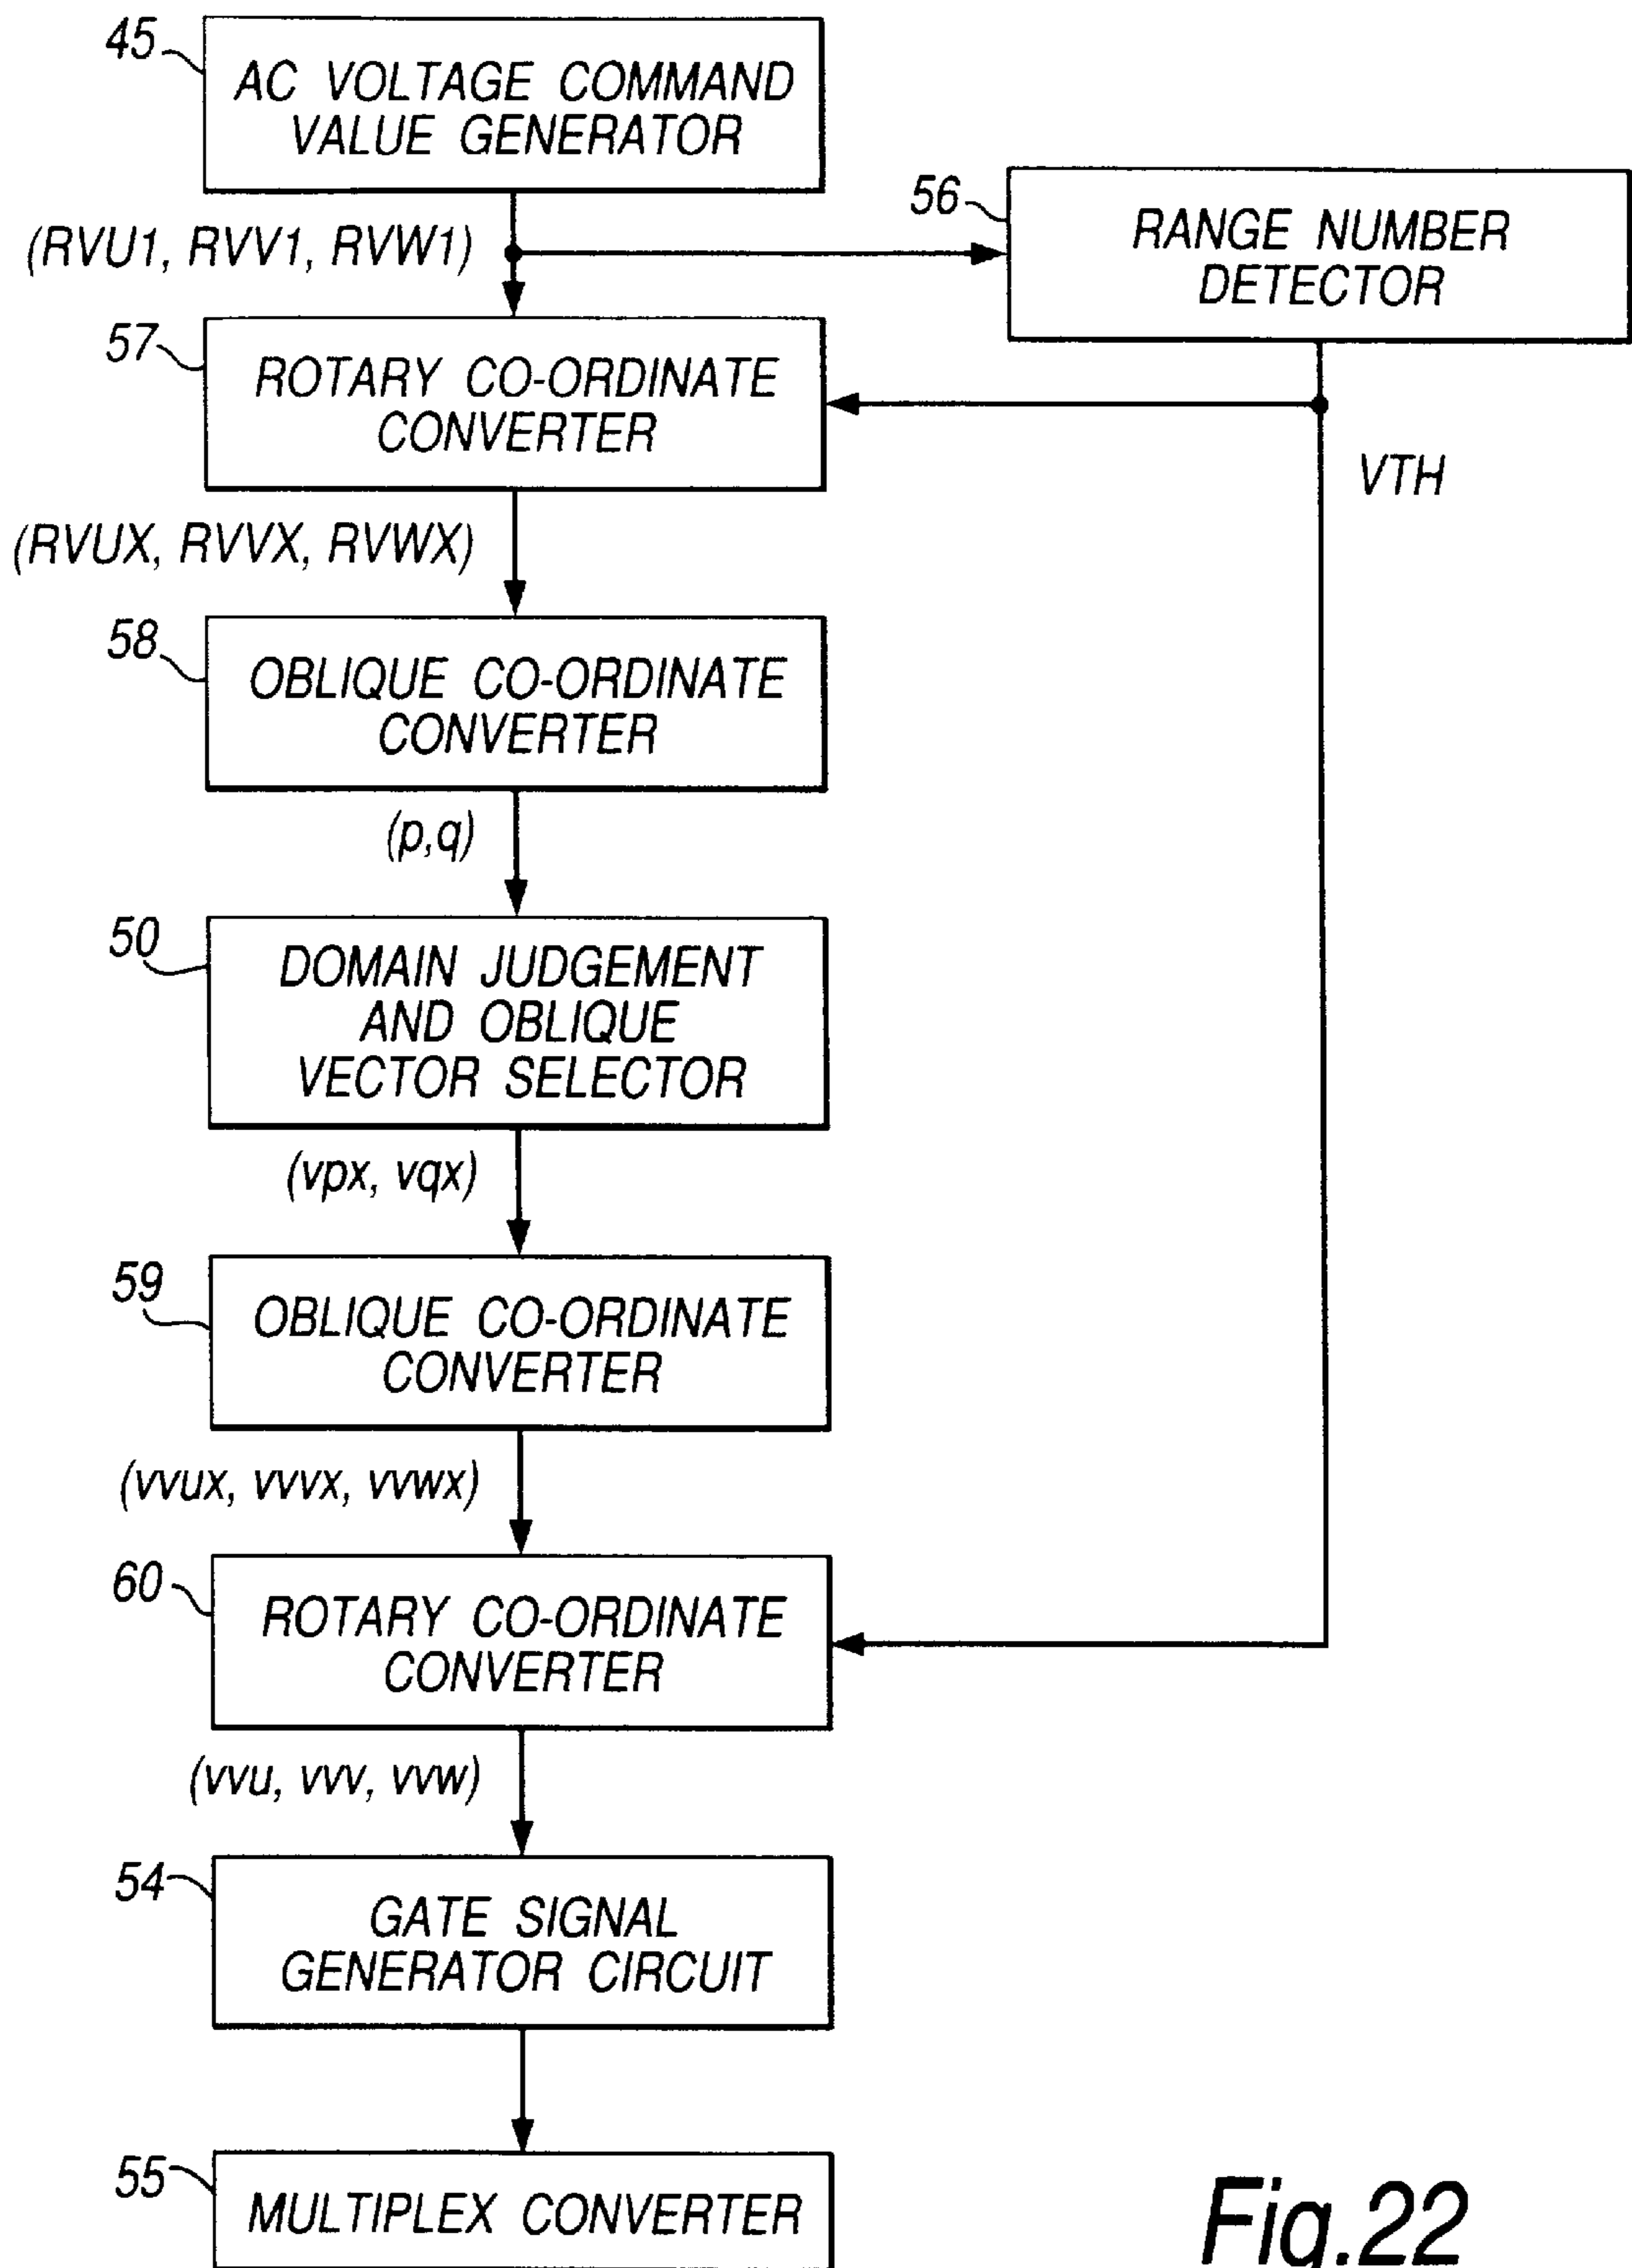 45
AC VOLTAGE COMMAND
VALUE GENERATOR
(RVU1, RVV1, RVW1)
56
RANGE NUMBER
DETECTOR
57
ROTARY CO-ORDINATE
CONVERTER
VTH
(RVUX, RVVX, RVWX)
58
OBLIQUE CO-ORDINATE
CONVERTER
(p,q)
50
DOMAIN JUDGEMENT
AND OBLIQUE
VECTOR SELECTOR
(vpx, vqx)
59
OBLIQUE CO-ORDINATE
CONVERTER
(vvux, vvvx, vvwx)
60
ROTARY CO-ORDINATE
CONVERTER
(vvu, vvv, vvw)
54
GATE SIGNAL
GENERATOR CIRCUIT
55
MULTIPLEX CONVERTER
Fig.22